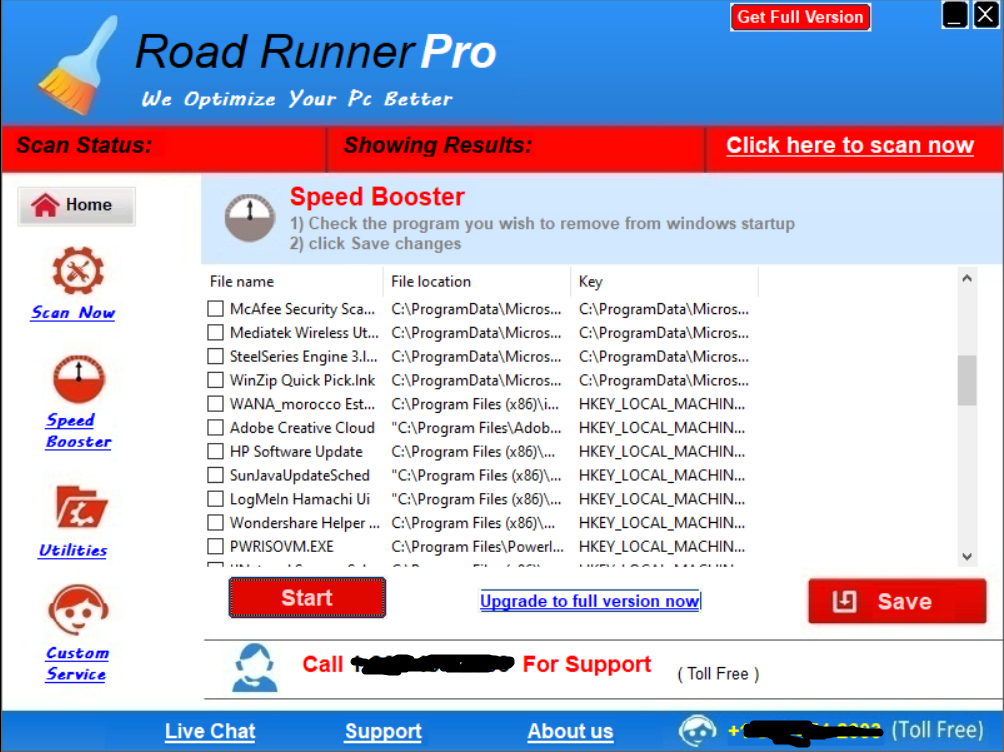 Get Full Version
Road Runner Pro
We Optimize Your Pc Better
Scan Status:
Showing Results:
Click here to scan now
Home
Speed Booster
1) Check the program you wish to remove from windows startup
2) click Save changes
File name File location Key
McAfee Security Sca... C:\ProgramData\Micros... C:\ProgramData\Micros...
Mediatek Wireless Ut... C:\ProgramData\Micros... C:\ProgramData\Micros...
SteelSeries Engine 3.l... C:\ProgramData\Micros... C:\ProgramData\Micros...
WinZip Quick Pick.lnk C:\ProgramData\Micros... C:\ProgramData\Micros...
WANA_morocco Est... C:\Program Files (x86)\i... HKEY_LOCAL_MACHIN...
Adobe Creative Cloud "C:\Program Files\Adob... HKEY_LOCAL_MACHIN...
HP Software Update C:\Program Files (x86)\... HKEY_LOCAL_MACHIN...
SunJavaUpdateSched "C:\Program Files (x86)\... HKEY_LOCAL_MACHIN...
LogMeIn Hamachi Ui "C:\Program Files (x86)\... HKEY_LOCAL_MACHIN...
Wondershare Helper ... C:\Program Files (x86)\... HKEY_LOCAL_MACHIN...
PWRISOVM.EXE C:\Program Files\PowerI... HKEY_LOCAL_MACHIN...
Scan Now
Speed
Booster
Utilities
Custom
Service
Start
Upgrade to full version now
Save
Call For Support
( Toll Free )
Live Chat
Support
About us
(Toll Free)